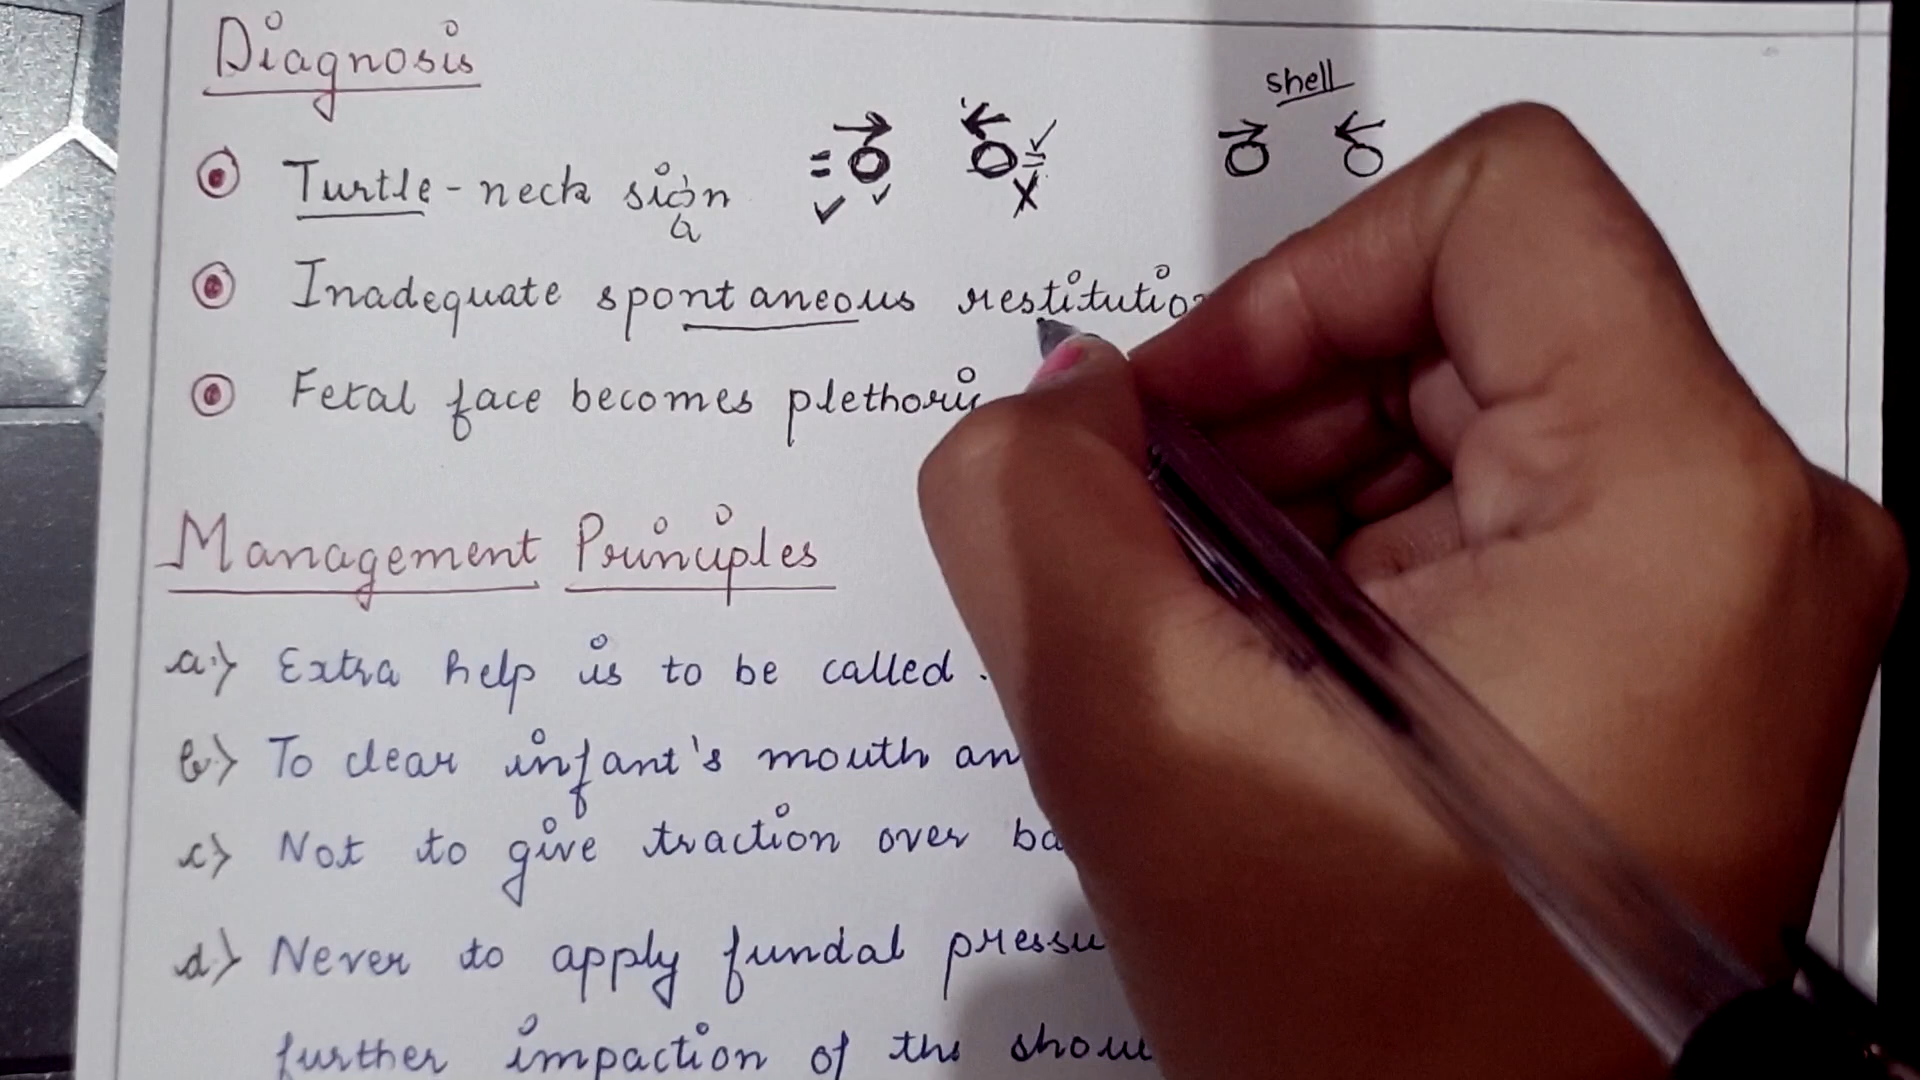 Diagnosis
shell
Turtle-neck sign
Inadequate spontaneous restitution
Fetal face becomes plethoric
Management Principles
a.) Extra help is to be called.
b.) To clear infant's mouth an
c.) Not to give traction over ba
d.) Never to apply fundal pressu
further impaction of the shou